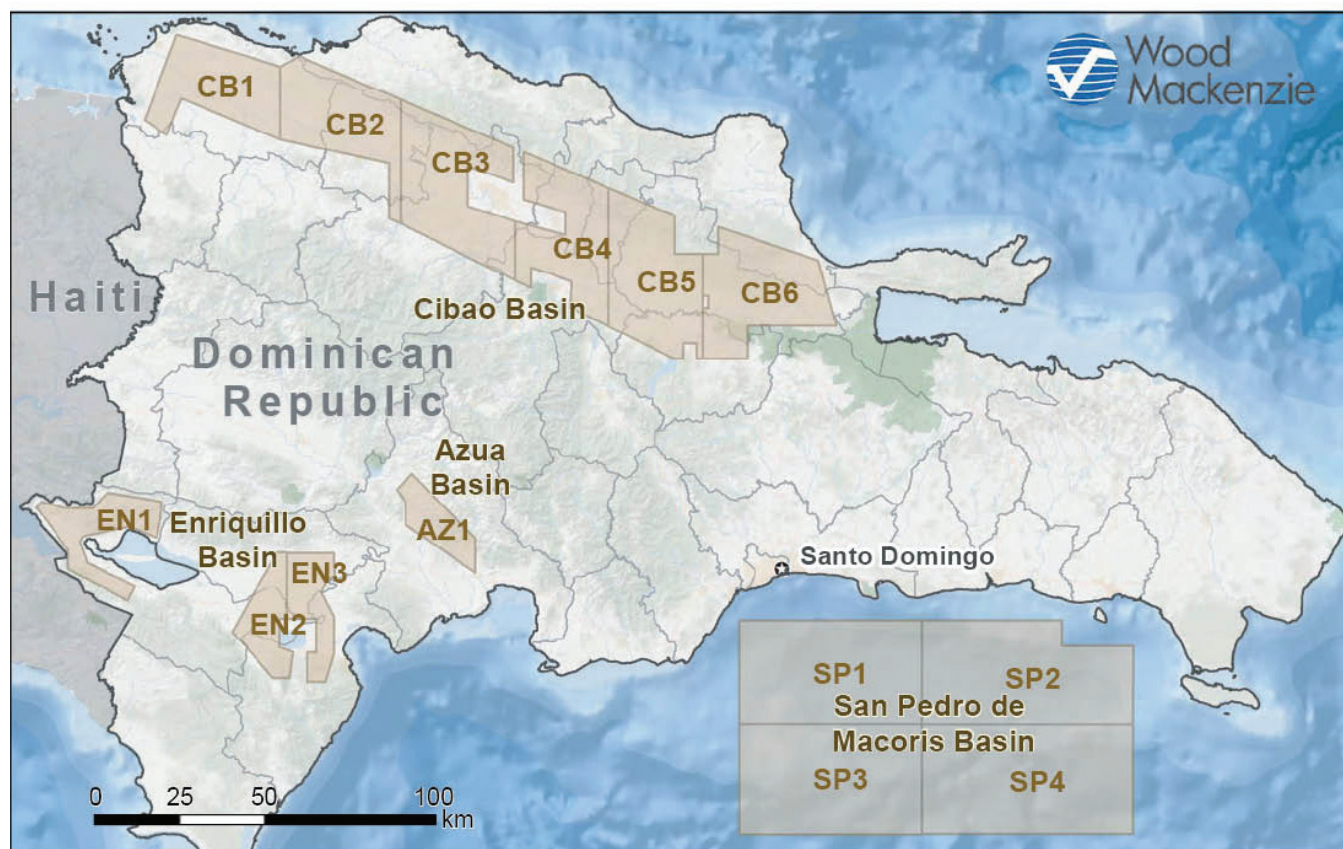 Wood
Mackenzie
CB1
CB2
CB3
CB4
CB5
CB6
Cibao Basin
Haiti
Dominican
Republic
Azua
Basin
AZ1
EN1
Enriquillo
Basin
EN3
EN2
Santo Domingo
SP1
SP2
San Pedro de
Macoris Basin
SP3
SP4
0 25 50 100
km